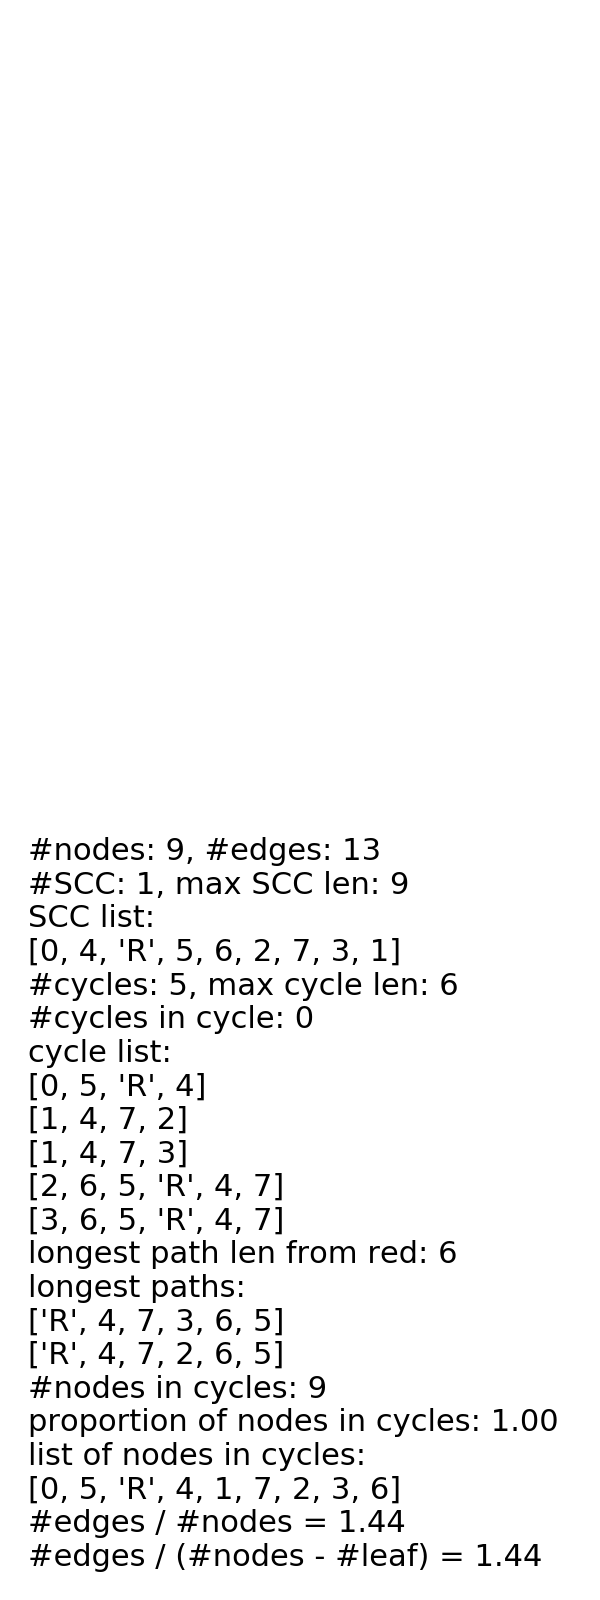 #nodes: 9, #edges: 13
#SCC: 1, max SCC len: 9
SCC list:
[0, 4, 'R', 5, 6, 2, 7, 3, 1]
#cycles: 5, max cycle len: 6
#cycles in cycle: 0
cycle list:
[0, 5, 'R', 4]
[1, 4, 7, 2]
[1, 4, 7, 3]
[2, 6, 5, 'R', 4, 7]
[3, 6, 5, 'R', 4, 7]
longest path len from red: 6
longest paths:
['R', 4, 7, 3, 6, 5]
['R', 4, 7, 2, 6, 5]
#nodes in cycles: 9
proportion of nodes in cycles: 1.00
list of nodes in cycles:
[0, 5, 'R', 4, 1, 7, 2, 3, 6]
#edges / #nodes = 1.44
#edges / (#nodes - #leaf) = 1.44